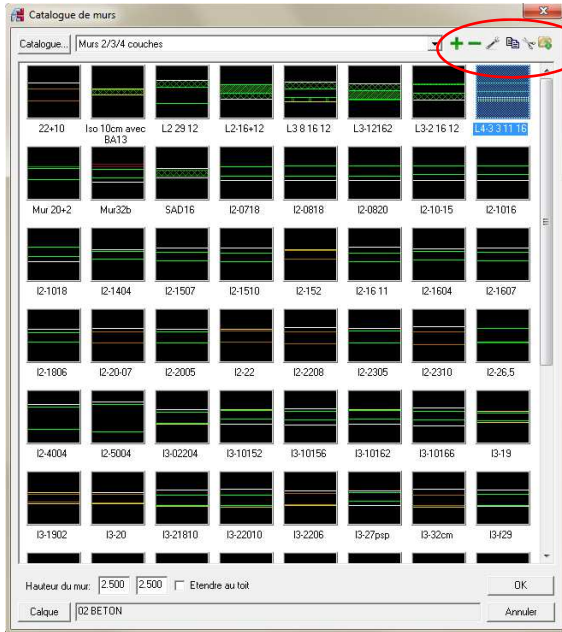 Catalogue de murs
Catalogue... Murs 2/3/4 couches
22+10 Iso 10cm avec BA13 L2 29 12 L2-16+12 L3 8 16 12 L3-12162 L3-2 16 12 L4-3 3 11 16
Mur 20+2 Mur32b SAD16 I2-0718 I2-0818 I2-0820 I2-10-15 I2-1016
I2-1018 I2-1404 I2-1507 I2-1510 I2-152 I2-16 11 I2-1604 I2-1607
I2-1806 I2-20-07 I2-2005 I2-22 I2-2208 I2-2305 I2-2310 I2-26,5
I2-4004 I2-5004 I3-02204 I3-10152 I3-10156 I3-10162 I3-10166 I3-19
I3-1902 I3-20 I3-21810 I3-22010 I3-2206 I3-27psp I3-32cm I3-f29
Hauteur du mur: 2.500 2.500 Etendre au toit OK
Calque 02 BETON Annuler